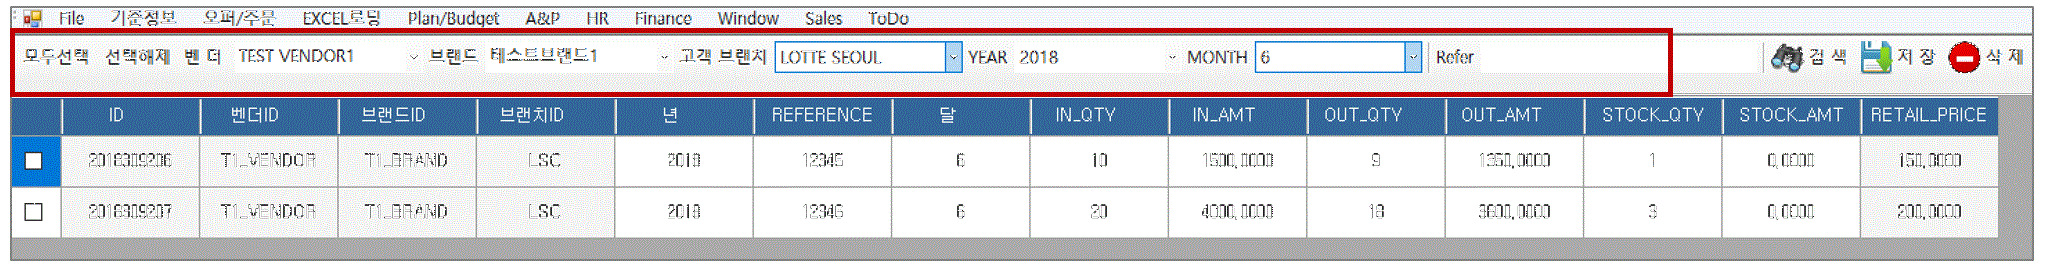 File 기준정보 오퍼/주문 EXCEL로딩 Plan/Budget A&P HR Finance Window Sales ToDo
모두선택 선택해제 벤 더 TEST VENDOR1 브랜드 테스트브랜드1 고객 브랜치 LOTTE SEOUL YEAR 2018 MONTH 6 Refer 검 색 저 장 삭 제
ID 벤더ID 브랜드ID 브랜치ID 년 REFERENCE 달 IN_QTY IN_AMT OUT_QTY OUT_AMT STOCK_QTY STOCK_AMT RETAIL_PRICE
2018309206 T1_VENDOR T1_BRAND LSC 2018 12345 6 10 1500,0000 9 1350,0000 1 0,0000 150,0000
2018309207 T1_VENDOR T1_BRAND LSC 2018 12346 6 20 4000,0000 18 3600,0000 3 0,0000 200,0000